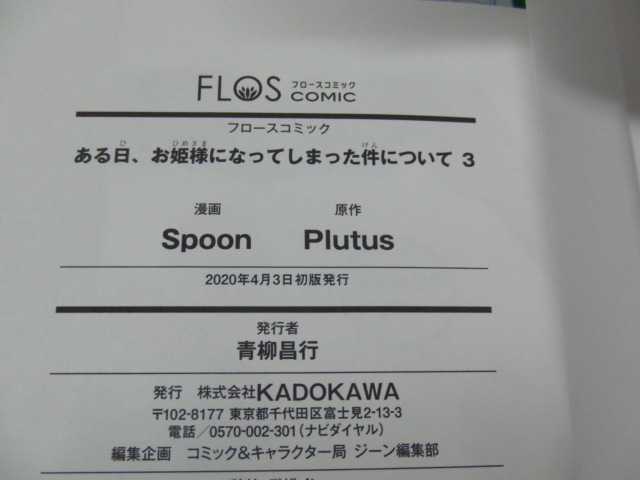 FLOS フロースコミック COMIC
フロースコミック
ある日、お姫様になってしまった件について 3
漫画 原作
Spoon Plutus
2020年4月3日初版発行
発行者
青柳昌行
発行 株式会社KADOKAWA
〒102-8177 東京都千代田区富士見2-13-3
電話/0570-002-301(ナビダイヤル)
編集企画 コミック&キャラクター局 ジーン編集部